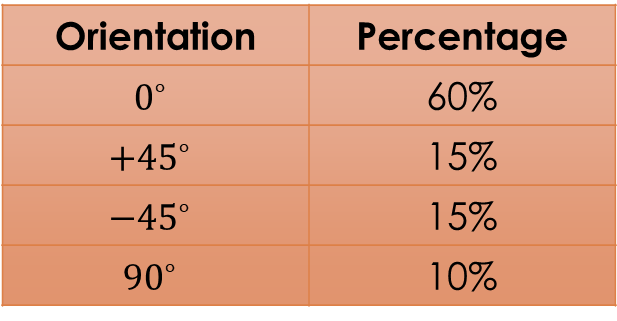 Orientation Percentage
0° 60%
+45° 15%
−45° 15%
90° 10%